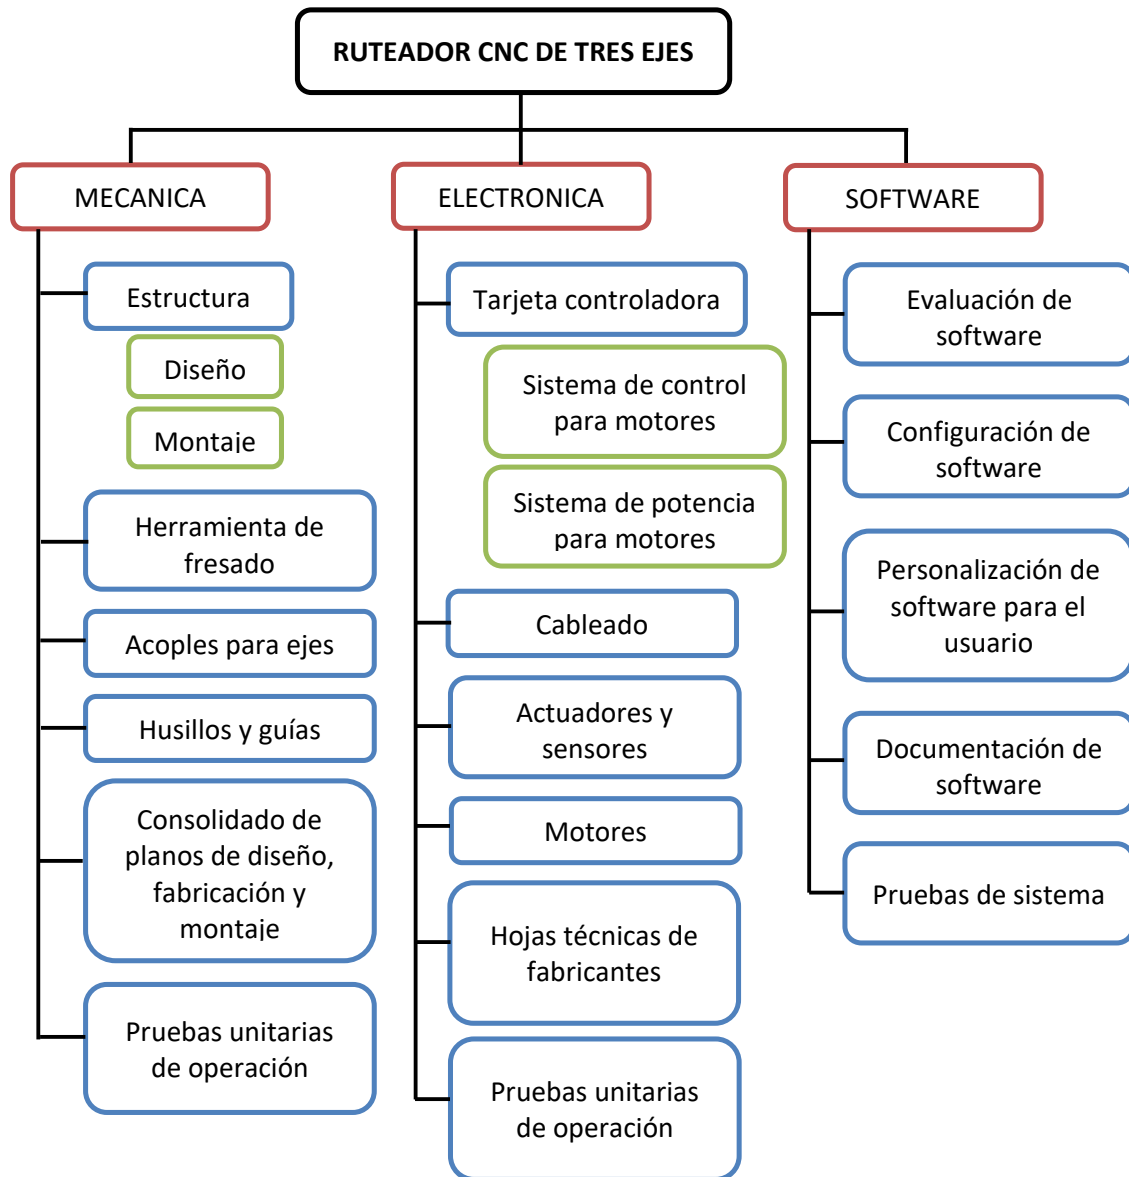 RUTEADOR CNC DE TRES EJES
MECANICA
Estructura
Diseño
Montaje
Herramienta de
fresado
Acoples para ejes
Husillos y guías
Consolidado de
planos de diseño,
fabricación y
montaje
Pruebas unitarias
de operación
ELECTRONICA
Tarjeta controladora
Sistema de control
para motores
Sistema de potencia
para motores
Cableado
Actuadores y
sensores
Motores
Hojas técnicas de
fabricantes
Pruebas unitarias
de operación
SOFTWARE
Evaluación de
software
Configuración de
software
Personalización de
software para el
usuario
Documentación de
software
Pruebas de sistema